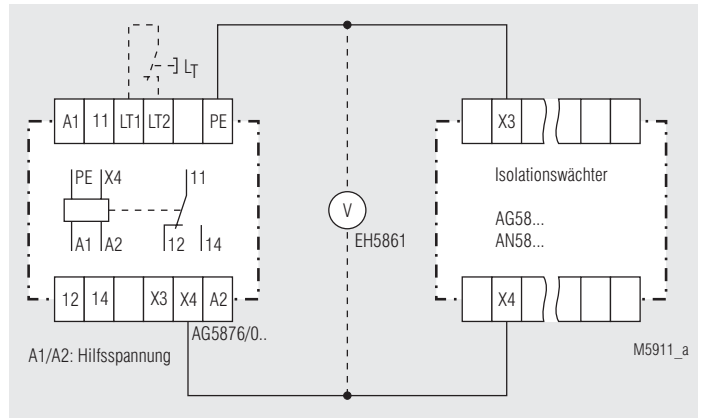 LT
A1 11 LT1 LT2 PE
X3
PE X4 11
A1 A2 12 14
V
EH5861
Isolationswächter
AG58...
AN58...
12 14 X3 X4 A2
X4
AG5876/0..
A1/A2: Hilfsspannung
M5911_a